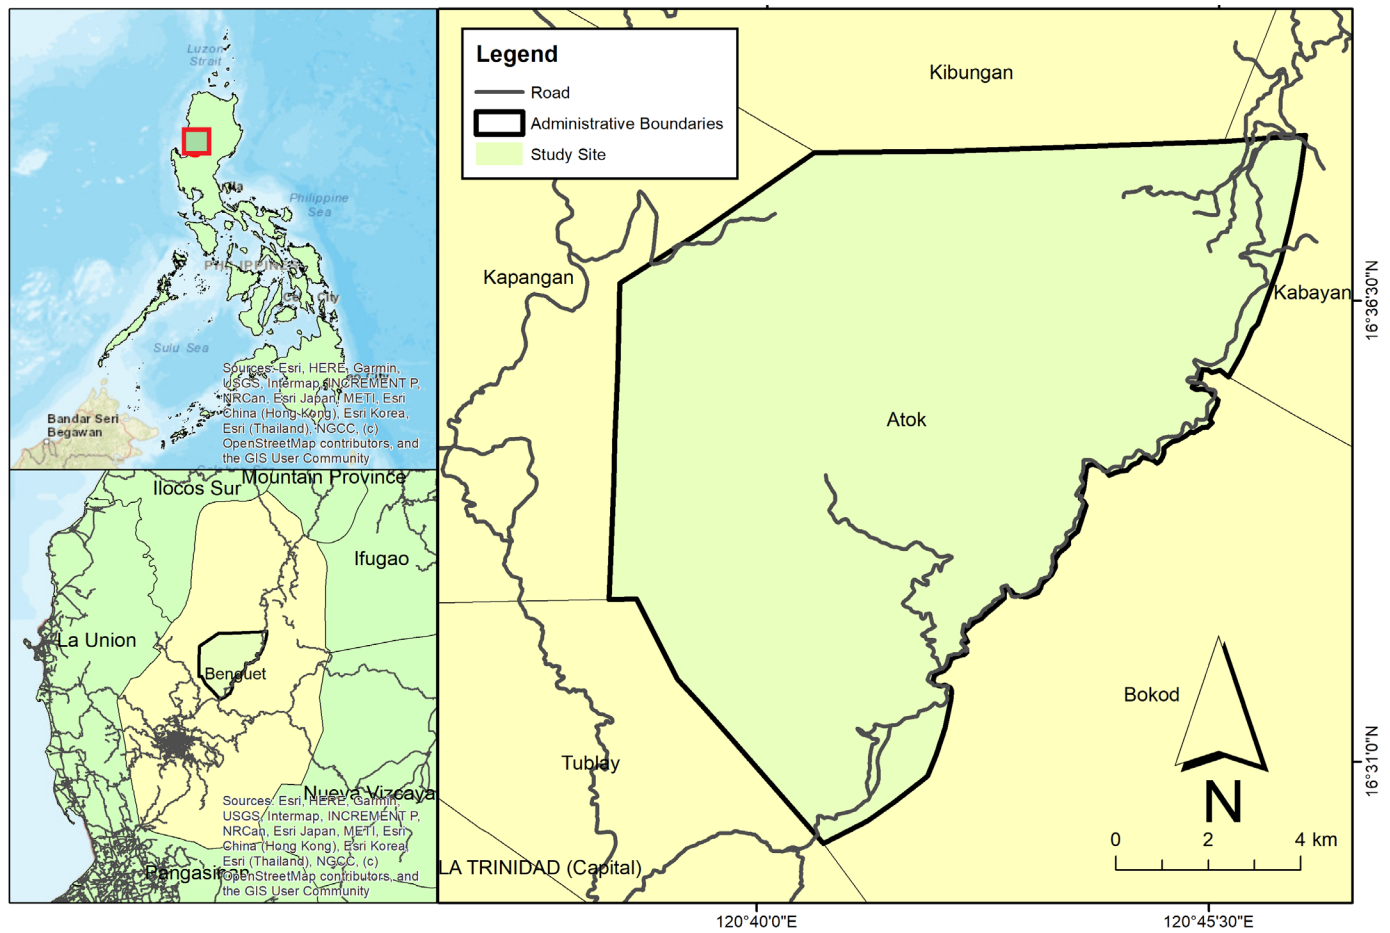 Luzon
Strait
Philippine
Sea
PHILIPPINES
City
Sulu Sea
Bandar Seri
Begawan
Sources: Esri, HERE, Garmin,
USGS, Intermap, INCREMENT P,
NRCan, Esri Japan, METI, Esri
China (Hong Kong), Esri Korea,
Esri (Thailand), NGCC, (c)
OpenStreetMap contributors, and
the GIS User Community
Ilocos Sur
Mountain Province
Ifugao
La Union
Benguet
Nueva Vizcaya
Pangasinan
Sources: Esri, HERE, Garmin,
USGS, Intermap, INCREMENT P,
NRCan, Esri Japan, METI, Esri
China (Hong Kong), Esri Korea,
Esri (Thailand), NGCC, (c)
OpenStreetMap contributors, and
the GIS User Community
Legend
Road
Administrative Boundaries
Study Site
Kibungan
Kapangan
Kabayan
Atok
Bokod
Tublay
LA TRINIDAD (Capital)
N
0 2 4 km
16°36'30"N
16°31'0"N
120°40'0"E
120°45'30"E